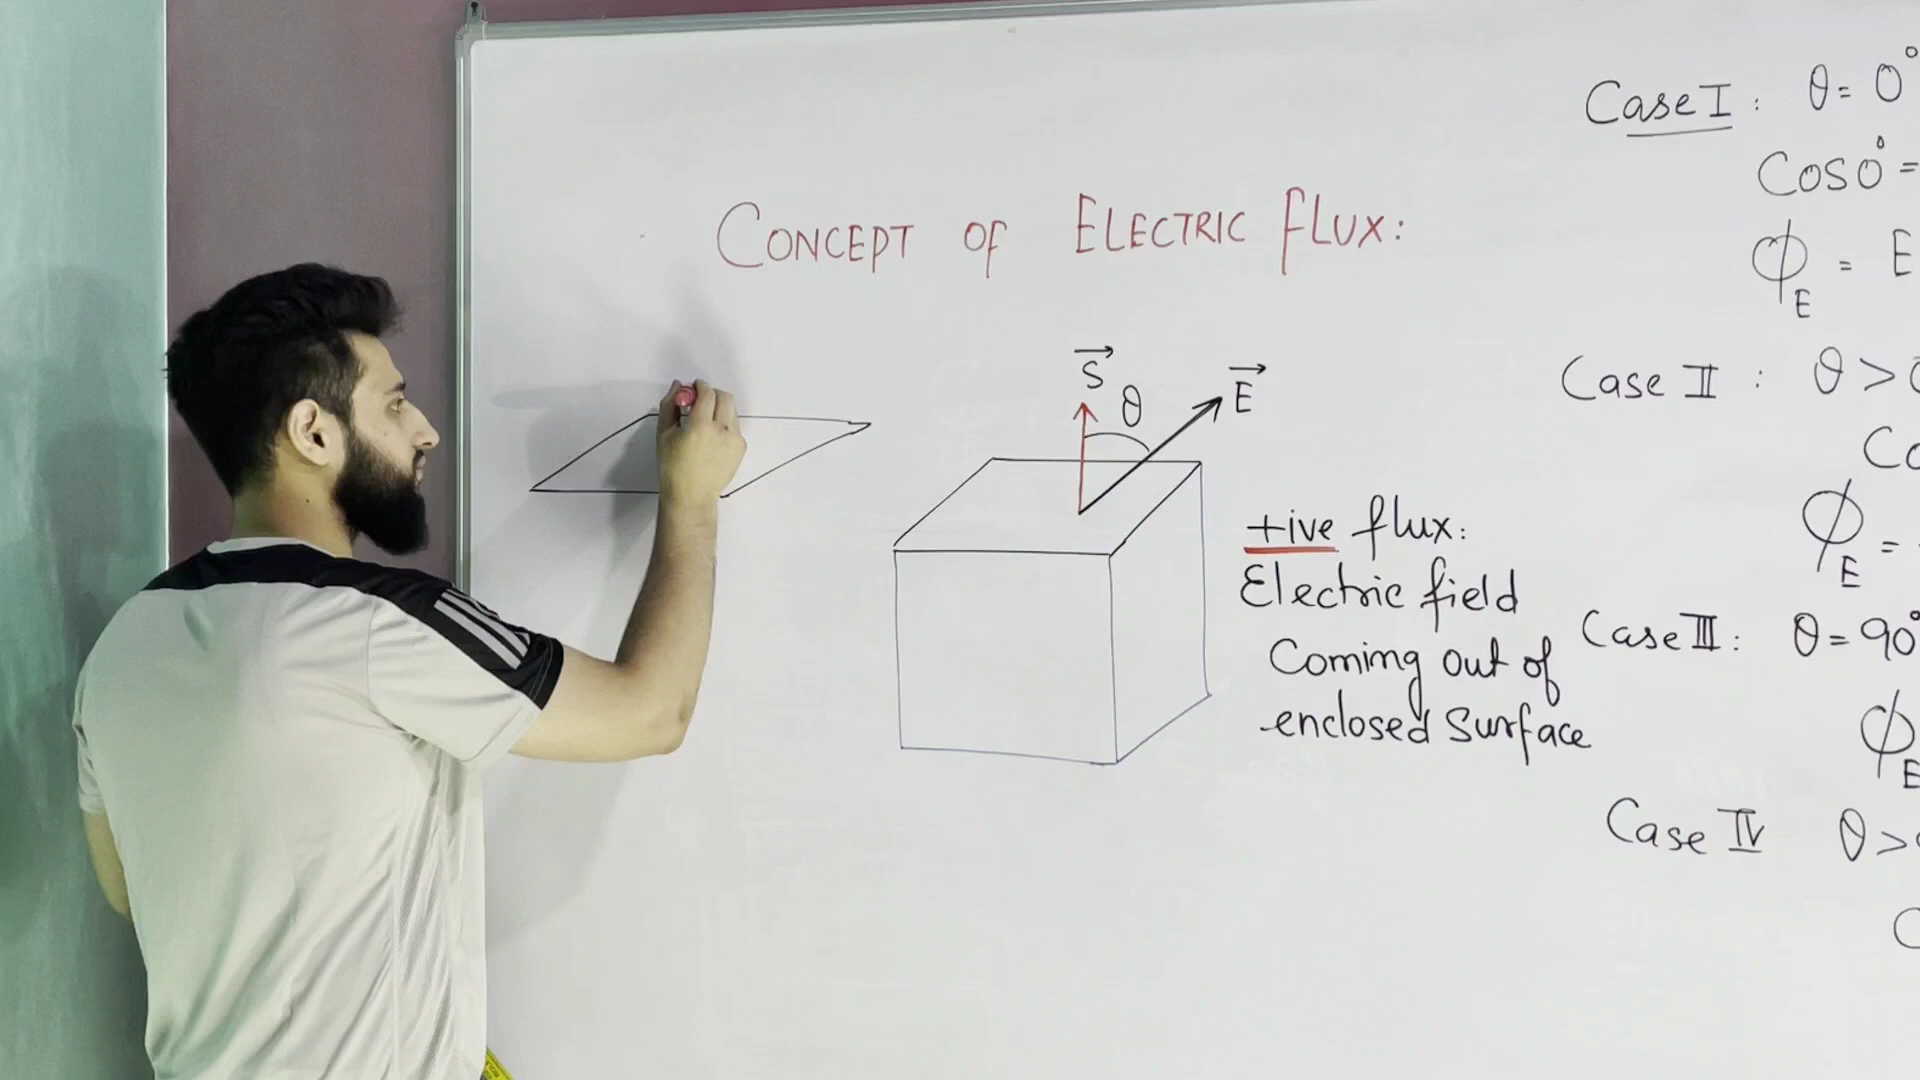 CONCEPT OF ELECTRIC FLUX:
S⃗
θ
E⃗
+ive flux:
Electric field
Coming out of
enclosed Surface
Case I : θ = 0°
Cos0° =
ϕE = E
Case II : θ >
ϕE =
Case III : θ = 90°
ϕE
Case IV θ >